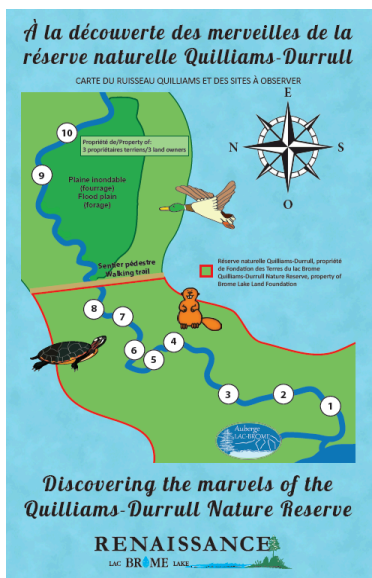 À la découverte des merveilles de la
réserve naturelle Quilliams-Durrull
CARTE DU RUISSEAU QUILLIAMS ET DES SITES À OBSERVER
E
N
S
O
10
Propriété de/Property of:
3 propriétaires terriens/3 land owners
9
Plaine inondable
(fourrage)
Flood plain
(forage)
Sentier pédestre
walking trail
Réserve naturelle Quilliams-Durrull, propriété
de Fondation des Terres du lac Brome
Quilliams-Durrull Nature Reserve, property of
Brome Lake Land Foundation
8
7
6
5
4
3
2
1
Auberge
LAC-BROME
Discovering the marvels of the
Quilliams-Durrull Nature Reserve
RENAISSANCE
LAC BROME LAKE